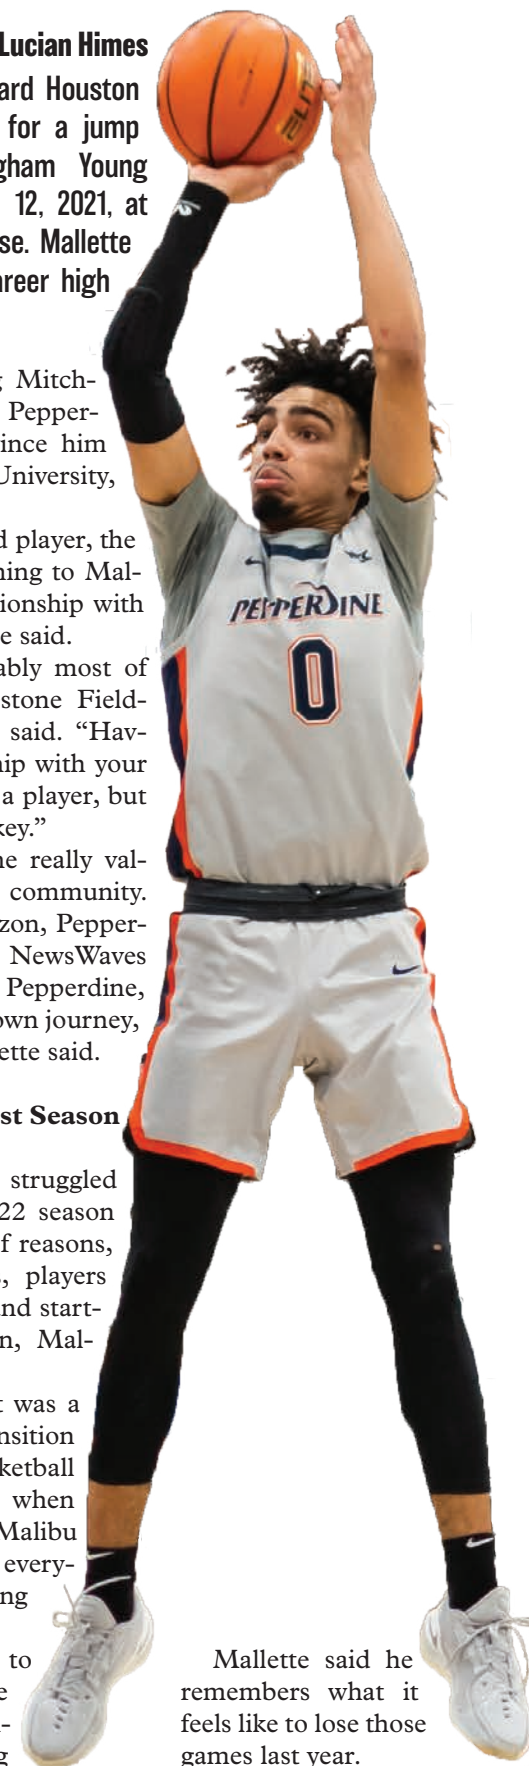 Lucian Himes
ard Houston
for a jump
gham Young
12, 2021, at
se. Mallette
areer high
g Mitch-
Pepper-
ince him
University,
d player, the
ning to Mal-
ionship with
e said.
ably most of
stone Field-
said. “Hav-
hip with your
a player, but
key.”
ne really val-
community.
zon, Pepper-
NewsWaves
Pepperdine,
own journey,
ette said.
st Season
struggled
22 season
f reasons,
, players
and start-
n, Mal-
t was a
nsition
ketball
when
Malibu
every-
ng
to
e
-
g
Mallette said he
remembers what it
feels like to lose those
games last year.
ELITE
PEPPERDINE
0